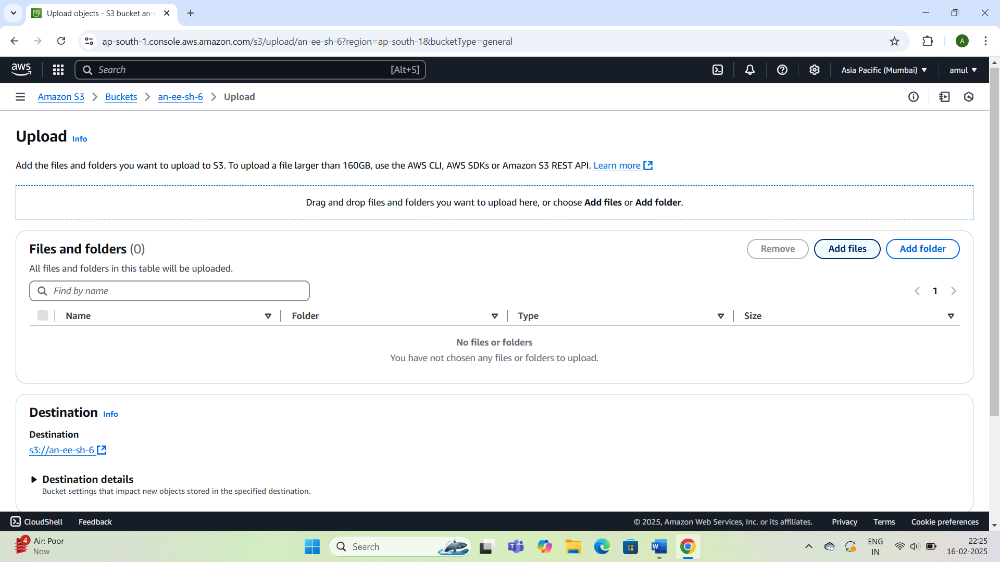 Upload objects - S3 bucket an-e
ap-south-1.console.aws.amazon.com/s3/upload/an-ee-sh-6?region=ap-south-1&bucketType=general
A
aws
Search
[Alt+S]
Asia Pacific (Mumbai)
amul
Amazon S3
Buckets
an-ee-sh-6
Upload
Upload Info
Add the files and folders you want to upload to S3. To upload a file larger than 160GB, use the AWS CLI, AWS SDKs or Amazon S3 REST API. Learn more
Drag and drop files and folders you want to upload here, or choose Add files or Add folder.
Files and folders (0)
Remove
Add files
Add folder
All files and folders in this table will be uploaded.
Find by name
1
Name
Folder
Type
Size
No files or folders
You have not chosen any files or folders to upload.
Destination Info
Destination
s3://an-ee-sh-6
Destination details
Bucket settings that impact new objects stored in the specified destination.
CloudShell
Feedback
© 2025, Amazon Web Services, Inc. or its affiliates.
Privacy
Terms
Cookie preferences
4
Air: Poor
Now
Search
ENG
IN
22:25
16-02-2025